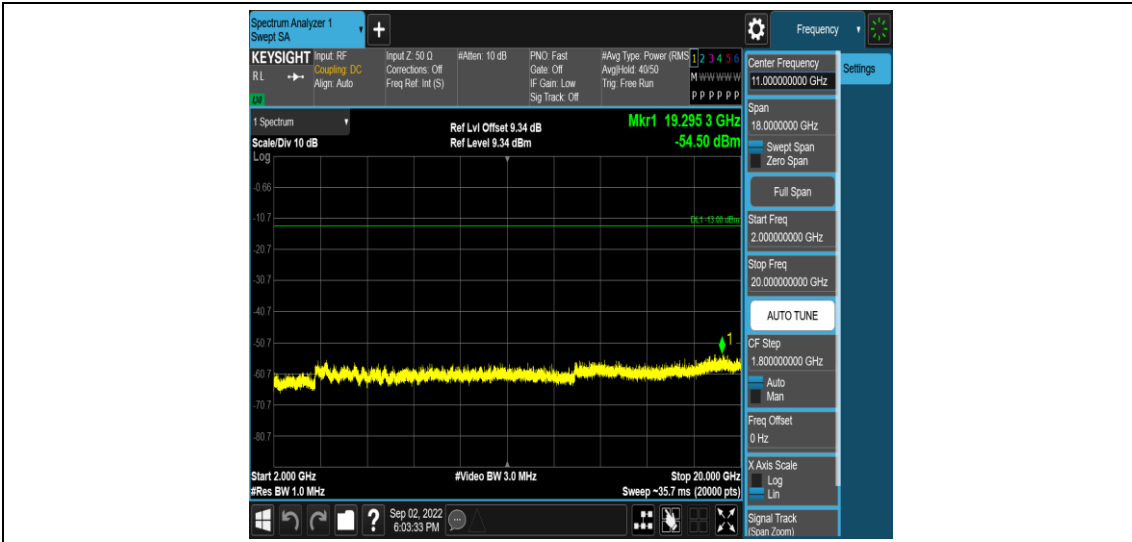 Spectrum Analyzer 1
Swept SA
+
Frequency
KEYSIGHT
RL
LXI
Input: RF
Coupling: DC
Align: Auto
Input Z: 50 Ω
Corrections: Off
Freq Ref: Int (S)
#Atten: 10 dB
PNO: Fast
Gate: Off
IF Gain: Low
Sig Track: Off
#Avg Type: Power (RMS
Avg|Hold: 40/50
Trig: Free Run
1 2 3 4 5 6
M W W W W W
P P P P P P
Center Frequency
11.000000000 GHz
Settings
Span
18.0000000 GHz
Swept Span
Zero Span
Full Span
Start Freq
2.000000000 GHz
Stop Freq
20.000000000 GHz
AUTO TUNE
CF Step
1.800000000 GHz
Auto
Man
Freq Offset
0 Hz
X Axis Scale
Log
Lin
Signal Track
(Span Zoom)
1 Spectrum
Scale/Div 10 dB
Log
Ref Lvl Offset 9.34 dB
Ref Level 9.34 dBm
Mkr1 19.295 3 GHz
-54.50 dBm
-0.66
-10.7
DL1 -13.00 dBm
-20.7
-30.7
-40.7
-50.7
1
-60.7
-70.7
-80.7
Start 2.000 GHz
#Res BW 1.0 MHz
#Video BW 3.0 MHz
Stop 20.000 GHz
Sweep ~35.7 ms (20000 pts)
?
Sep 02, 2022
6:03:33 PM